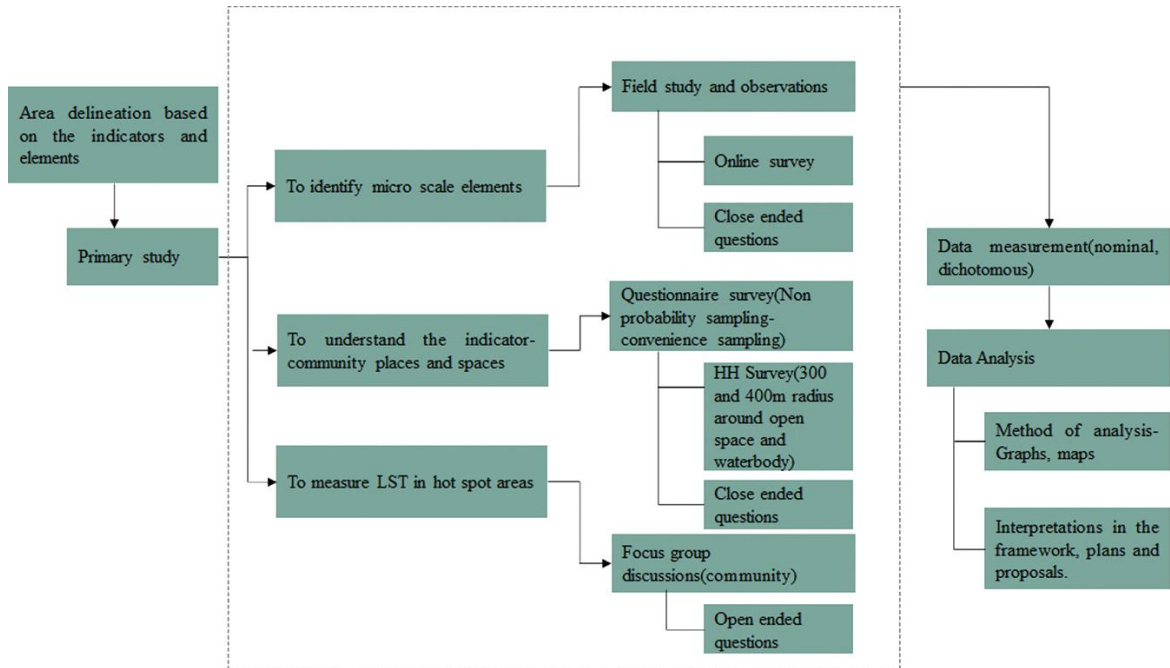 Area delineation based
on the indicators and
elements
Primary study
To identify micro scale elements
To understand the indicator-
community places and spaces
To measure LST in hot spot areas
Field study and observations
Online survey
Close ended
questions
Questionnaire survey(Non
probability sampling-
convenience sampling)
HH Survey(300
and 400m radius
around open
space and
waterbody)
Close ended
questions
Focus group
discussions(community)
Open ended
questions
Data measurement(nominal,
dichotomous)
Data Analysis
Method of analysis-
Graphs, maps
Interpretations in the
framework, plans and
proposals.